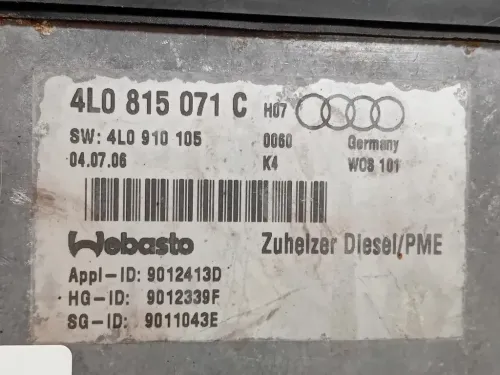 4L0 815 071 C H07
SW: 4L0 910 105 0060 Germany
04.07.06 K4 WCS 101
Webasto Zuheizer Diesel/PME
Appl-ID: 9012413D
HG-ID: 9012339F
SG-ID: 9011043E